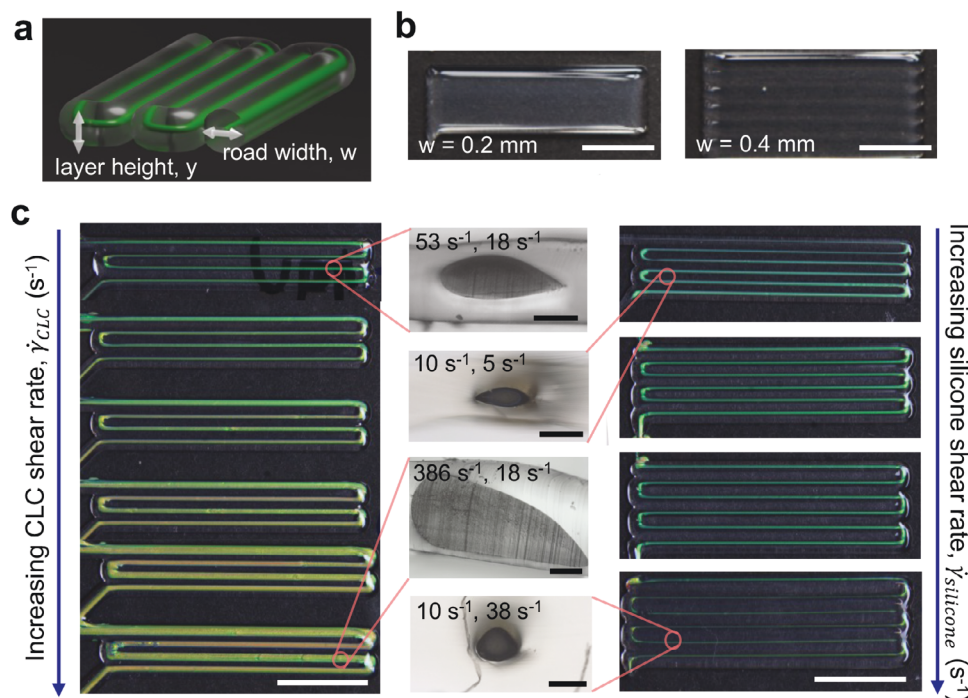 a
layer height, y
road width, w
b
w = 0.2 mm
w = 0.4 mm
c
Increasing CLC shear rate, γ̇CLC (s⁻¹)
53 s⁻¹, 18 s⁻¹
10 s⁻¹, 5 s⁻¹
386 s⁻¹, 18 s⁻¹
10 s⁻¹, 38 s⁻¹
Increasing silicone shear rate, γ̇silicone (s⁻¹)